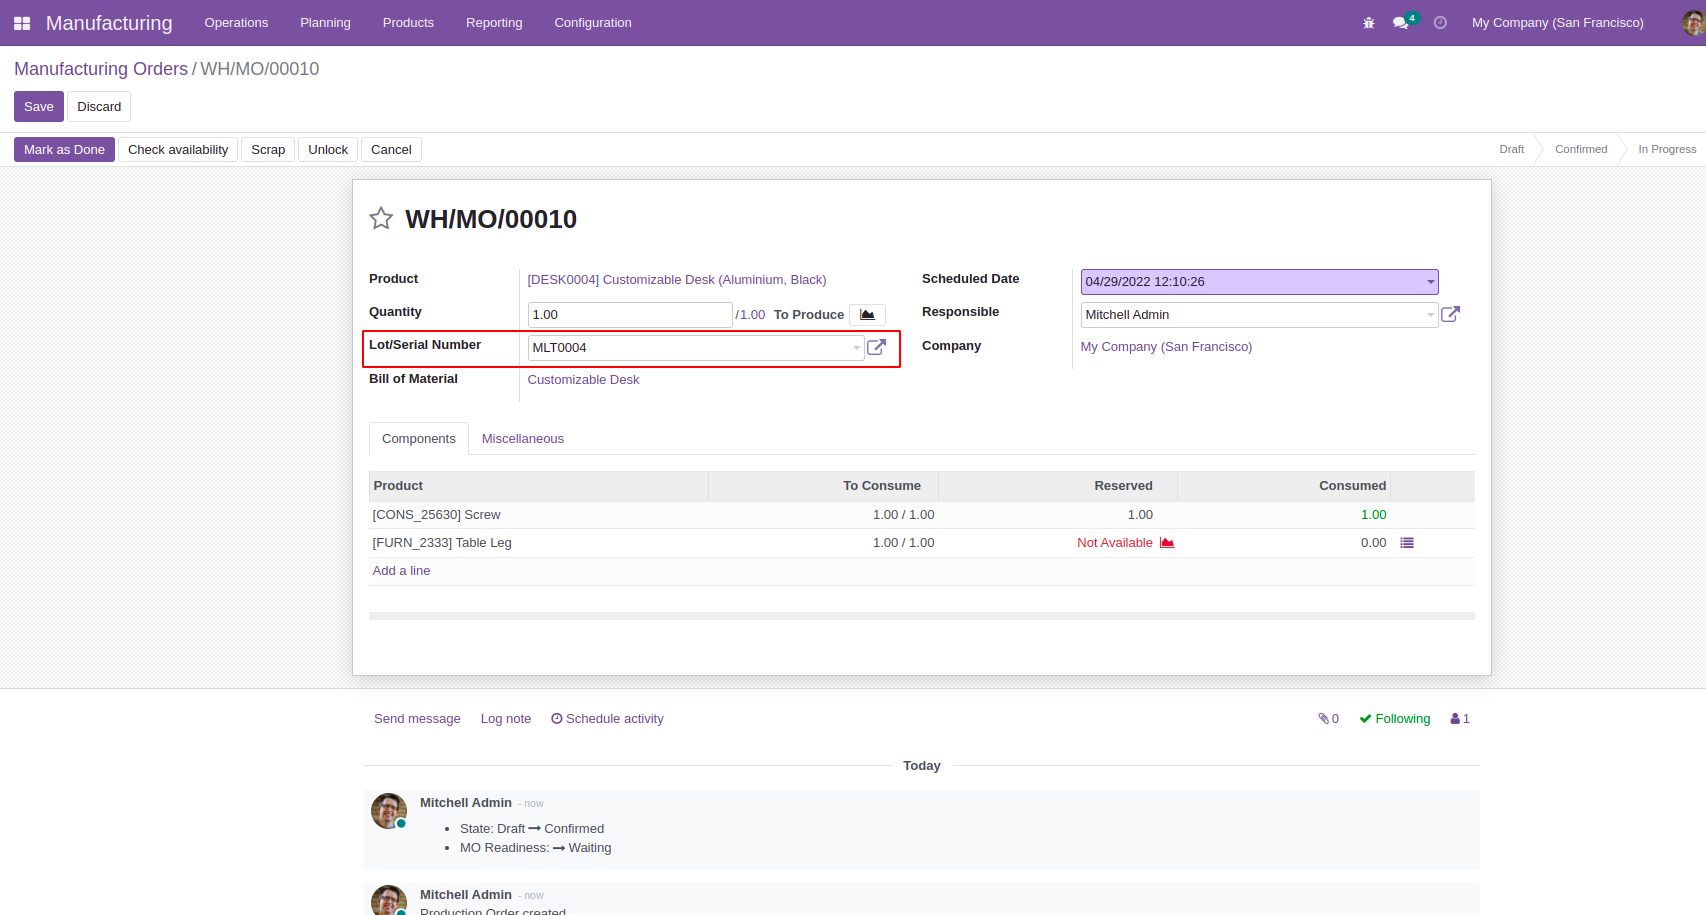 Manufacturing Operations Planning Products Reporting Configuration 4 My Company (San Francisco)
Manufacturing Orders / WH/MO/00010
Save Discard
Mark as Done Check availability Scrap Unlock Cancel Draft Confirmed In Progress
WH/MO/00010
Product [DESK0004] Customizable Desk (Aluminium, Black) Scheduled Date 04/29/2022 12:10:26
Quantity 1.00 / 1.00 To Produce Responsible Mitchell Admin
Lot/Serial Number MLT0004 Company My Company (San Francisco)
Bill of Material Customizable Desk
Components Miscellaneous
Product To Consume Reserved Consumed
[CONS_25630] Screw 1.00 / 1.00 1.00 1.00
[FURN_2333] Table Leg 1.00 / 1.00 Not Available 0.00
Add a line
Send message Log note Schedule activity 0 Following 1
Today
Mitchell Admin - now
State: Draft → Confirmed
MO Readiness: → Waiting
Mitchell Admin - now
Production Order created